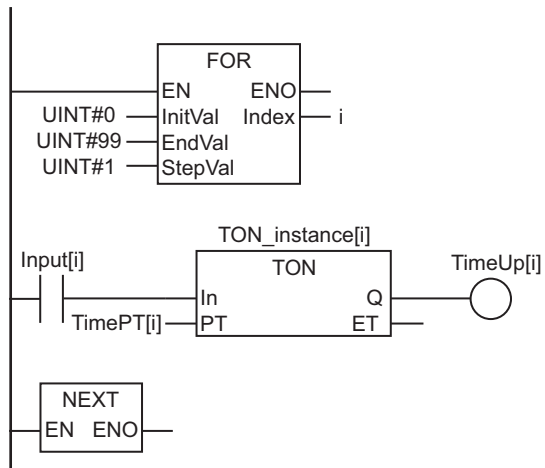 FOR
EN ENO
UINT#0 InitVal Index i
UINT#99 EndVal
UINT#1 StepVal
TON_instance[i]
Input[i] TON TimeUp[i]
In Q
TimePT[i] PT ET
NEXT
EN ENO